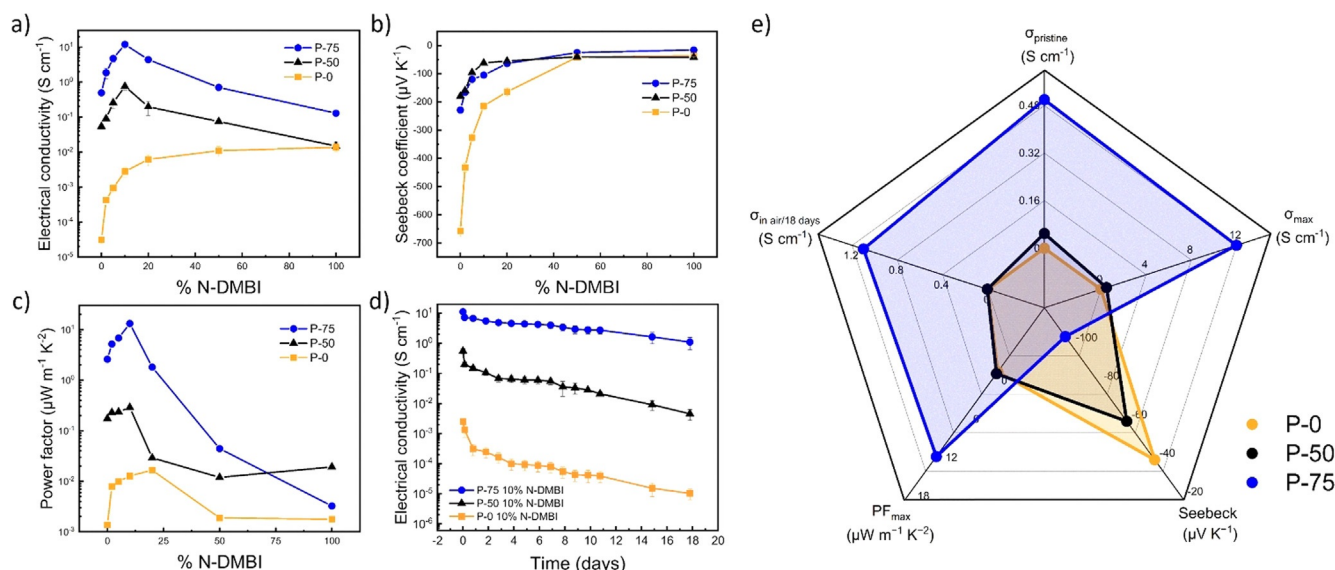 a)
Electrical conductivity (S cm⁻¹)
10¹
10⁰
10⁻¹
10⁻²
10⁻³
10⁻⁴
10⁻⁵
0 20 40 60 80 100
% N-DMBI
P-75
P-50
P-0
b)
Seebeck coefficient (µV K⁻¹)
0
-100
-200
-300
-400
-500
-600
-700
0 20 40 60 80 100
% N-DMBI
P-75
P-50
P-0
c)
Power factor (µW m⁻¹ K⁻²)
10¹
10⁰
10⁻¹
10⁻²
10⁻³
0 25 50 75 100
% N-DMBI
P-75
P-50
P-0
d)
Electrical conductivity (S cm⁻¹)
10¹
10⁰
10⁻¹
10⁻²
10⁻³
10⁻⁴
10⁻⁵
10⁻⁶
-2 0 2 4 6 8 10 12 14 16 18 20
Time (days)
P-75 10% N-DMBI
P-50 10% N-DMBI
P-0 10% N-DMBI
e)
σpristine
(S cm⁻¹)
0.48
0.32
0.16
0
σmax
(S cm⁻¹)
12
8
4
0
σin air/18 days
(S cm⁻¹)
1.2
0.8
0.4
0
-100
-80
-60
-40
-20
Seebeck
(µV K⁻¹)
0
12
18
PFmax
(µW m⁻¹ K⁻²)
P-0
P-50
P-75